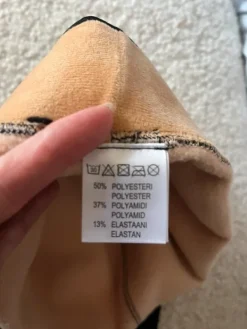 50% POLYESTERI
POLYESTER
37% POLYAMIDI
POLYAMID
13% ELASTAANI
ELASTAN